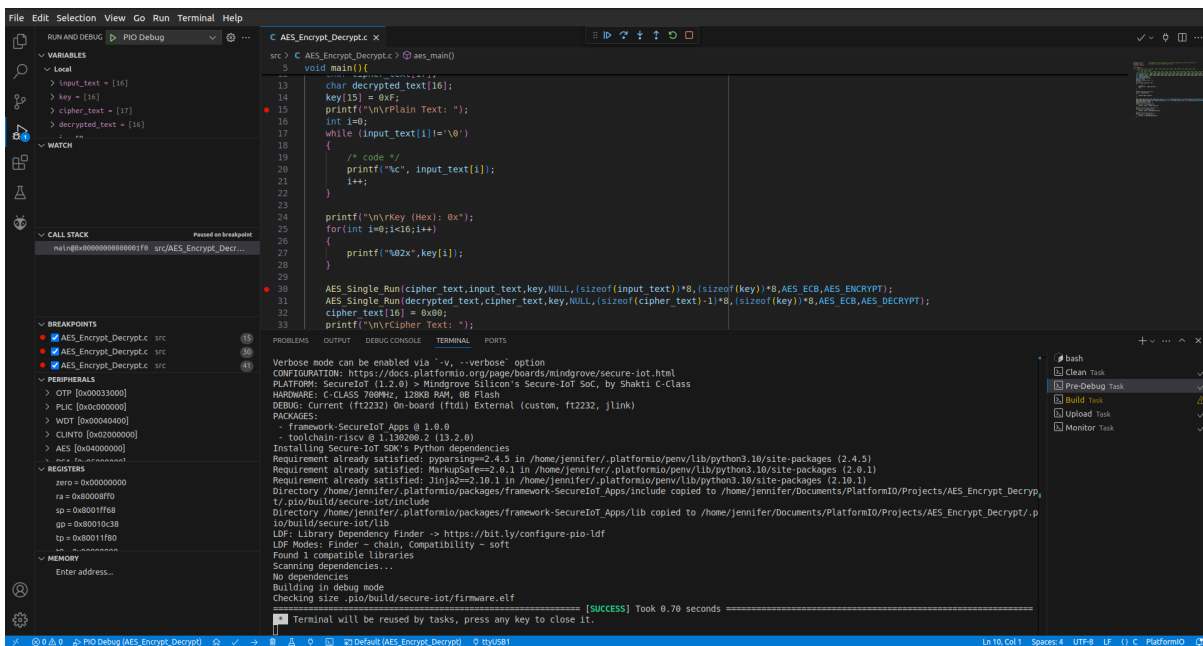 File Edit Selection View Go Run Terminal Help
RUN AND DEBUG PIO Debug
VARIABLES
Local
input_text = [16]
key = [16]
cipher_text = [17]
decrypted_text = [16]
WATCH
CALL STACK Paused on breakpoint
main@0x00000000000001f0 src/AES_Encrypt_Decr...
BREAKPOINTS
AES_Encrypt_Decrypt.c src 15
AES_Encrypt_Decrypt.c src 30
AES_Encrypt_Decrypt.c src 41
PERIPHERALS
OTP [0x00033000]
PLIC [0x0c000000]
WDT [0x00040400]
CLINT0 [0x02000000]
AES [0x04000000]
REGISTERS
zero = 0x00000000
ra = 0x80008ff0
sp = 0x8001ff68
gp = 0x80010c38
tp = 0x80011f80
MEMORY
Enter address...
C AES_Encrypt_Decrypt.c ×
src > C AES_Encrypt_Decrypt.c > aes_main()
5 void main(){
13 char decrypted_text[16];
14 key[15] = 0xF;
15 printf("\n\rPlain Text: ");
16 int i=0;
17 while (input_text[i]!='\0')
18 {
19 /* code */
20 printf("%c", input_text[i]);
21 i++;
22 }
23
24 printf("\n\rKey (Hex): 0x");
25 for(int i=0;i<16;i++)
26 {
27 printf("%02x",key[i]);
28 }
29
30 AES_Single_Run(cipher_text,input_text,key,NULL,(sizeof(input_text))*8,(sizeof(key))*8,AES_ECB,AES_ENCRYPT);
31 AES_Single_Run(decrypted_text,cipher_text,key,NULL,(sizeof(cipher_text)-1)*8,(sizeof(key))*8,AES_ECB,AES_DECRYPT);
32 cipher_text[16] = 0x00;
33 printf("\n\rCipher Text: ");
PROBLEMS OUTPUT DEBUG CONSOLE TERMINAL PORTS
Verbose mode can be enabled via `-v, --verbose` option
CONFIGURATION: https://docs.platformio.org/page/boards/mindgrove/secure-iot.html
PLATFORM: SecureIoT (1.2.0) > Mindgrove Silicon's Secure-IoT SoC, by Shakti C-Class
HARDWARE: C-CLASS 700MHz, 128KB RAM, 0B Flash
DEBUG: Current (ft2232) On-board (ftdi) External (custom, ft2232, jlink)
PACKAGES:
- framework-SecureIoT_Apps @ 1.0.0
- toolchain-riscv @ 1.130200.2 (13.2.0)
Installing Secure-IoT SDK's Python dependencies
Requirement already satisfied: pyparsing==2.4.5 in /home/jennifer/.platformio/penv/lib/python3.10/site-packages (2.4.5)
Requirement already satisfied: MarkupSafe==2.0.1 in /home/jennifer/.platformio/penv/lib/python3.10/site-packages (2.0.1)
Requirement already satisfied: Jinja2==2.10.1 in /home/jennifer/.platformio/penv/lib/python3.10/site-packages (2.10.1)
Directory /home/jennifer/.platformio/packages/framework-SecureIoT_Apps/include copied to /home/jennifer/Documents/PlatformIO/Projects/AES_Encrypt_Decryp
t/.pio/build/secure-iot/include
Directory /home/jennifer/.platformio/packages/framework-SecureIoT_Apps/lib copied to /home/jennifer/Documents/PlatformIO/Projects/AES_Encrypt_Decrypt/.p
io/build/secure-iot/lib
LDF: Library Dependency Finder -> https://bit.ly/configure-pio-ldf
LDF Modes: Finder ~ chain, Compatibility ~ soft
Found 1 compatible libraries
Scanning dependencies...
No dependencies
Building in debug mode
Checking size .pio/build/secure-iot/firmware.elf
[SUCCESS] Took 0.70 seconds
* Terminal will be reused by tasks, press any key to close it.
bash
Clean Task
Pre-Debug Task
Build Task
Upload Task
Monitor Task
0 0 PIO Debug (AES_Encrypt_Decrypt) Default (AES_Encrypt_Decrypt) ttyUSB1 Ln 10, Col 1 Spaces: 4 UTF-8 LF {} C PlatformIO